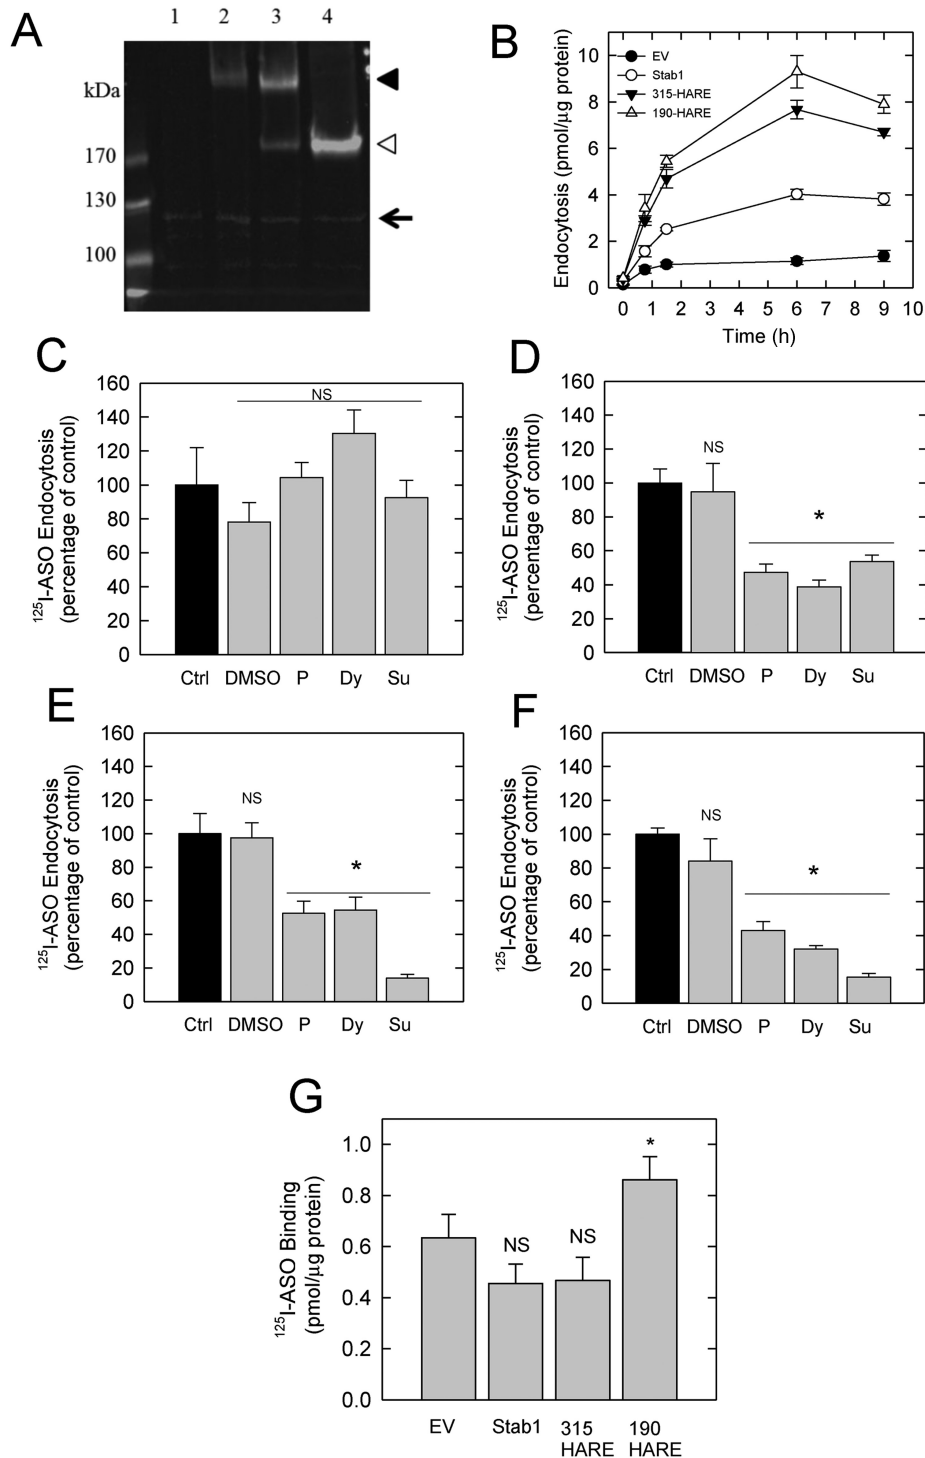 A
1 2 3 4
kDa
170
130
100
B
EV
Stab1
315-HARE
190-HARE
Endocytosis (pmol/μg protein)
10
8
6
4
2
0
0 1 2 3 4 5 6 7 8 9 10
Time (h)
C
¹²⁵I-ASO Endocytosis
(percentage of control)
160
140
120
100
80
60
40
20
0
NS
Ctrl DMSO P Dy Su
D
¹²⁵I-ASO Endocytosis
(percentage of control)
160
140
120
100
80
60
40
20
0
NS
*
Ctrl DMSO P Dy Su
E
¹²⁵I-ASO Endocytosis
(percentage of control)
160
140
120
100
80
60
40
20
0
NS
*
Ctrl DMSO P Dy Su
F
¹²⁵I-ASO Endocytosis
(percentage of control)
160
140
120
100
80
60
40
20
0
NS
*
Ctrl DMSO P Dy Su
G
¹²⁵I-ASO Binding
(pmol/μg protein)
1.0
0.8
0.6
0.4
0.2
0.0
NS
NS
*
EV Stab1 315 190
HARE HARE